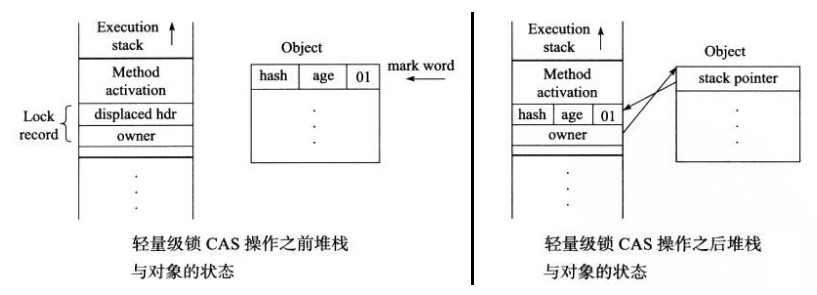 Execution
stack
Method
activation
Lock
record
displaced hdr
owner
Object
hash age 01
mark word
轻量级锁 CAS 操作之前堆栈
与对象的状态
Execution
stack
Method
activation
hash age 01
owner
Object
stack pointer
轻量级锁 CAS 操作之后堆栈
与对象的状态